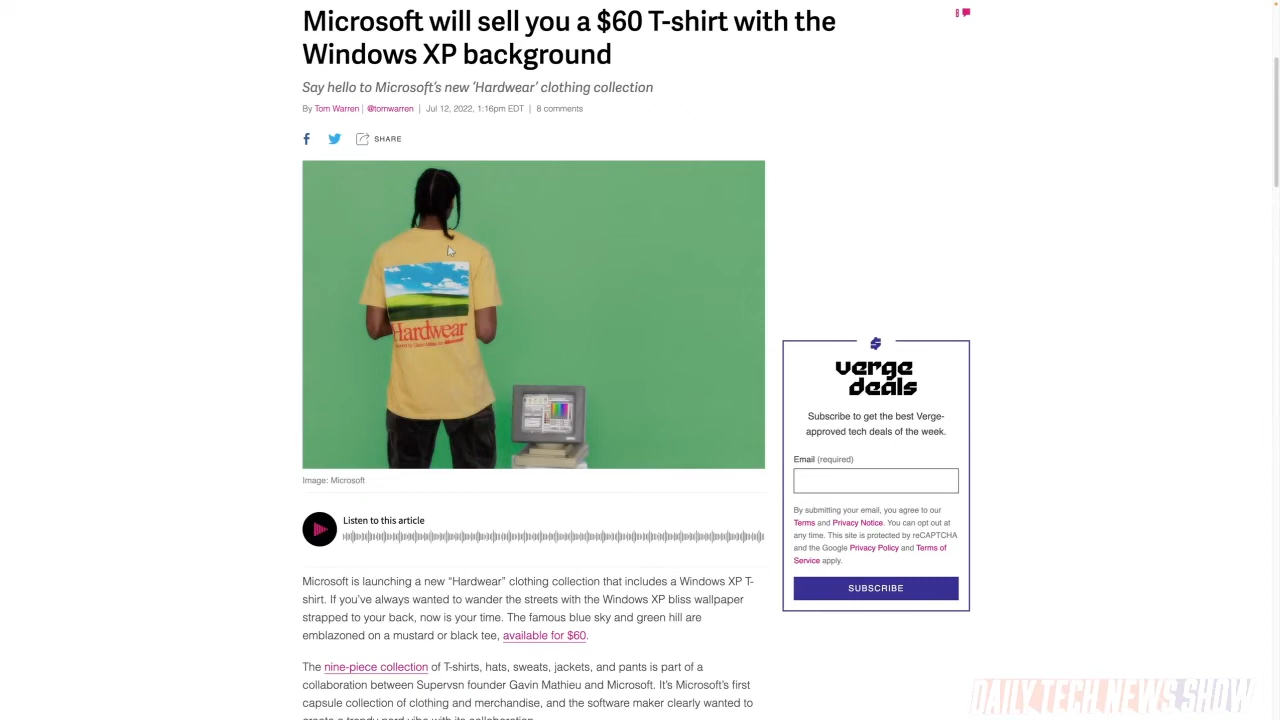 Microsoft will sell you a $60 T-shirt with the
Windows XP background
8
Say hello to Microsoft's new 'Hardwear' clothing collection
By Tom Warren | @tomwarren | Jul 12, 2022, 1:16pm EDT | 8 comments
SHARE
Hardwear
Image: Microsoft
Listen to this article
Microsoft is launching a new “Hardwear” clothing collection that includes a Windows XP T-
shirt. If you've always wanted to wander the streets with the Windows XP bliss wallpaper
strapped to your back, now is your time. The famous blue sky and green hill are
emblazoned on a mustard or black tee, available for $60.
The nine-piece collection of T-shirts, hats, sweats, jackets, and pants is part of a
collaboration between Supervsn founder Gavin Mathieu and Microsoft. It's Microsoft's first
capsule collection of clothing and merchandise, and the software maker clearly wanted to
create a trendy nerd vibe with its collaboration.
verge
deals
Subscribe to get the best Verge-
approved tech deals of the week.
Email (required)
By submitting your email, you agree to our
Terms and Privacy Notice. You can opt out at
any time. This site is protected by reCAPTCHA
and the Google Privacy Policy and Terms of
Service apply.
SUBSCRIBE
DAILY TECH NEWS SHOW